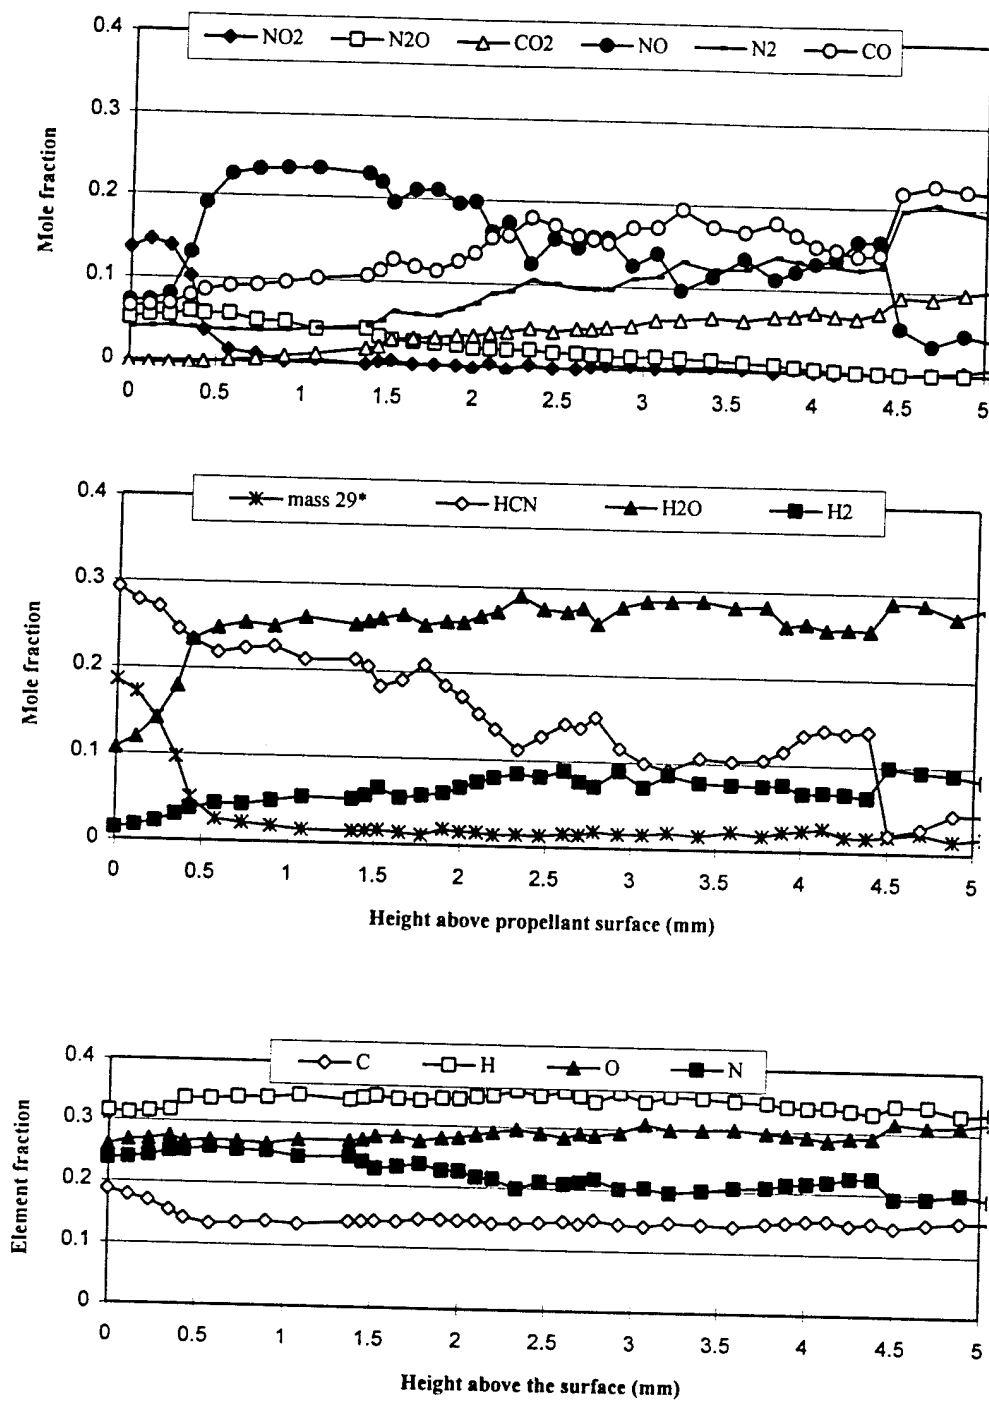 0.4
NO2 N2O CO2 NO N2 CO
0.3
0.2
0.1
0
Mole fraction
0 0.5 1 1.5 2 2.5 3 3.5 4 4.5 5
0.4
mass 29* HCN H2O H2
0.3
0.2
0.1
0
Mole fraction
0 0.5 1 1.5 2 2.5 3 3.5 4 4.5 5
Height above propellant surface (mm)
0.4
C H O N
0.3
0.2
0.1
0
Element fraction
0 0.5 1 1.5 2 2.5 3 3.5 4 4.5 5
Height above the surface (mm)